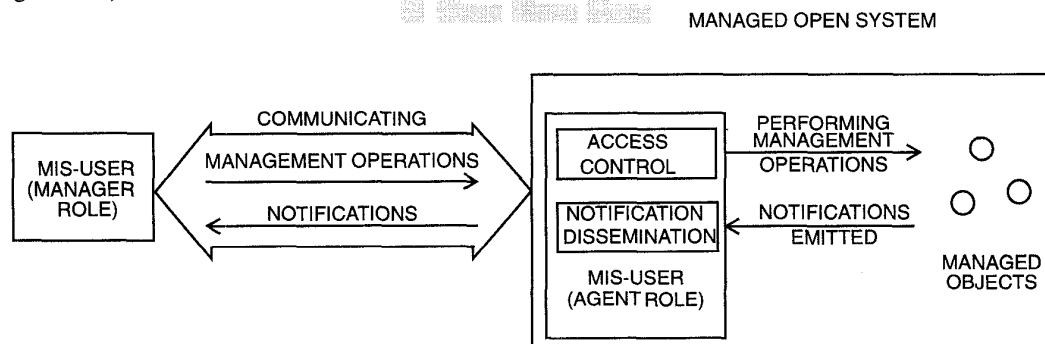 MANAGED OPEN SYSTEM
COMMUNICATING
MANAGEMENT OPERATIONS
NOTIFICATIONS
MIS-USER
(MANAGER
ROLE)
ACCESS
CONTROL
NOTIFICATION
DISSEMINATION
MIS-USER
(AGENT ROLE)
PERFORMING
MANAGEMENT
OPERATIONS
NOTIFICATIONS
EMITTED
MANAGED
OBJECTS